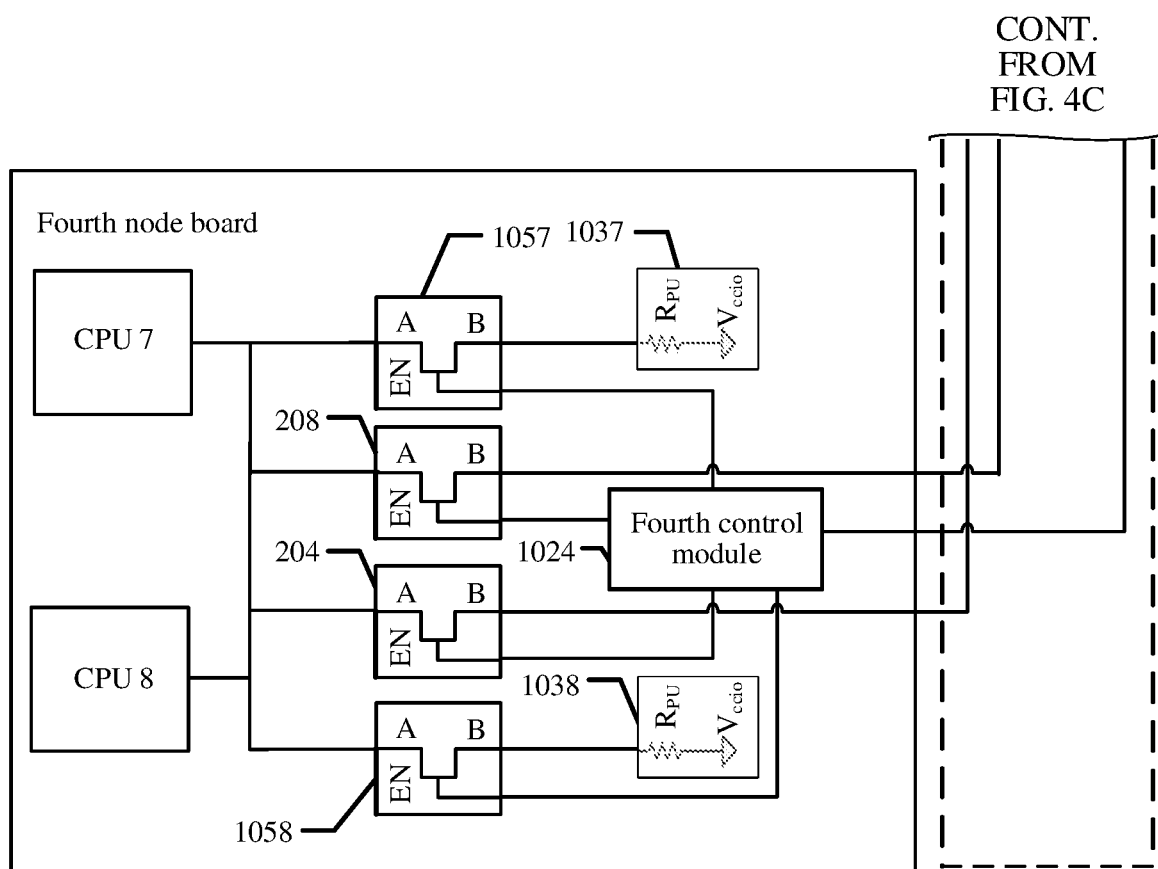 CONT.
FROM
FIG. 4C
Fourth node board
1057
1037
CPU 7
A
B
EN
R_PU
V_ccio
208
A
B
EN
Fourth control
module
1024
204
A
B
EN
CPU 8
1038
R_PU
V_ccio
A
B
EN
1058